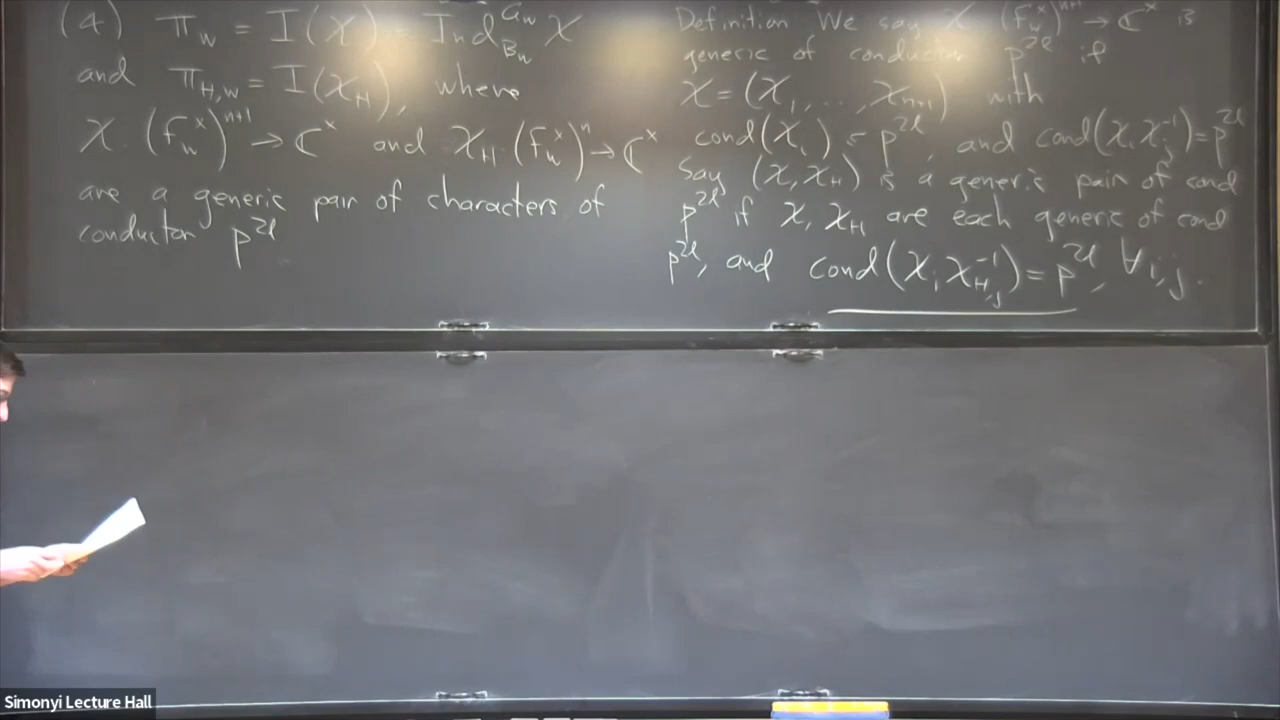 (4) π_w = I(χ) = Ind_{B_w}^{G_w} χ
and π_{H,w} = I(χ_H), where
χ: (F_w^×)^{n+1} → ℂ^× and χ_H: (F_w^×)^n → ℂ^×
are a generic pair of characters of
conductor p^{2l}
Definition We say χ: (F_w^×)^{n+1} → ℂ^× is
generic of conductor p^{2l} if
χ = (χ_1, ..., χ_{n+1}) with
cond(χ_i) = p^{2l}, and cond(χ_i χ_j^{-1}) = p^{2l}
Say (χ, χ_H) is a generic pair of cond
p^{2l} if χ, χ_H are each generic of cond
p^{2l}, and cond(χ_i χ_{H,j}^{-1}) = p^{2l}, ∀ i,j.
Simonyi Lecture Hall